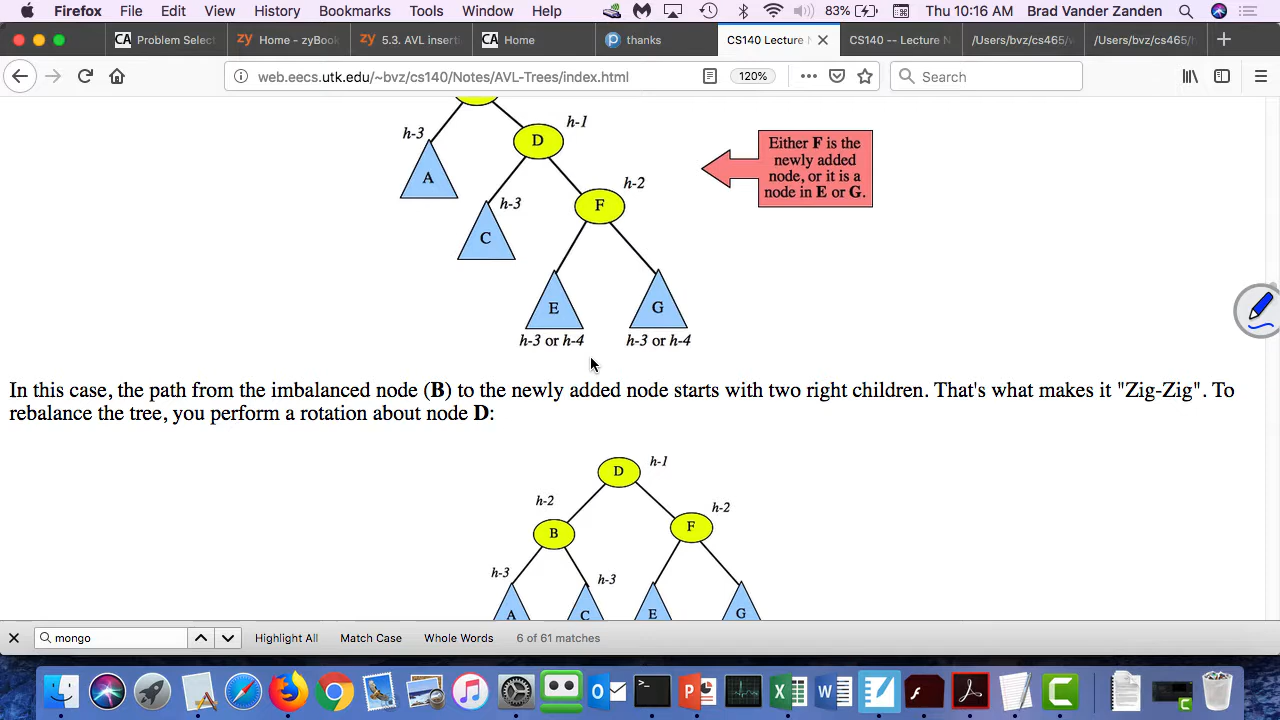 Firefox File Edit View History Bookmarks Tools Window Help 83% Thu 10:16 AM Brad Vander Zanden
CA Problem Select zy Home - zyBook zy 5.3. AVL insert CA Home thanks CS140 Lecture N CS140 -- Lecture N /Users/bvz/cs465/ /Users/bvz/cs465/
web.eecs.utk.edu/~bvz/cs140/Notes/AVL-Trees/index.html 120% Search
h-3
D
h-1
Either F is the
newly added
node, or it is a
node in E or G.
A
h-2
h-3
F
C
E
G
h-3 or h-4
h-3 or h-4
In this case, the path from the imbalanced node (B) to the newly added node starts with two right children. That's what makes it "Zig-Zig". To
rebalance the tree, you perform a rotation about node D:
D
h-1
h-2
h-2
B
F
h-3
h-3
A
C
E
G
mongo Highlight All Match Case Whole Words 6 of 61 matches